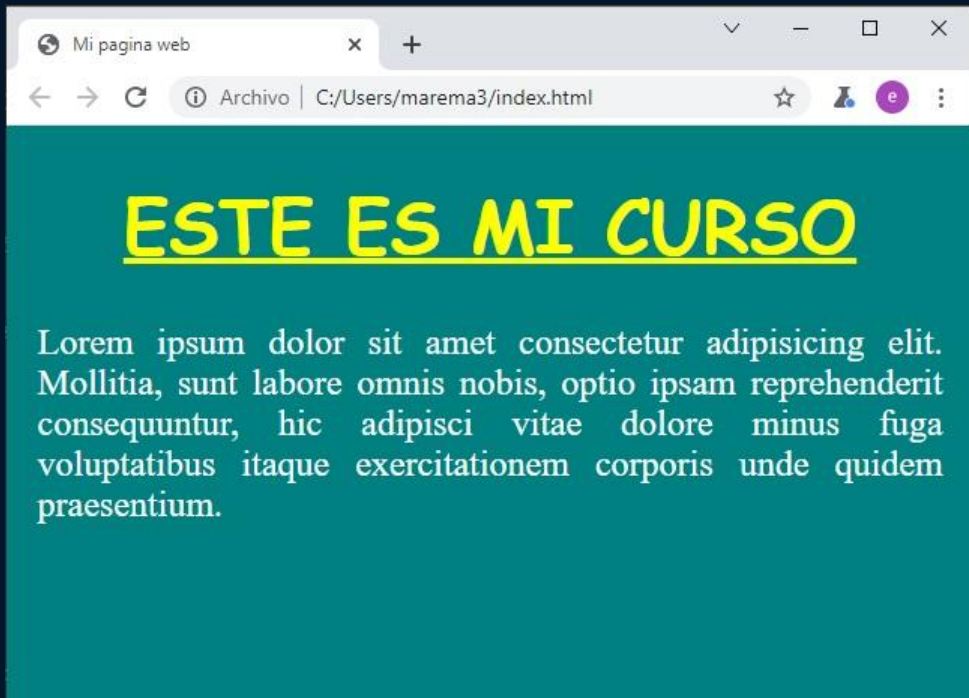 Mi pagina web
Archivo C:/Users/marema3/index.html
e
ESTE ES MI CURSO
Lorem ipsum dolor sit amet consectetur adipisicing elit.
Mollitia, sunt labore omnis nobis, optio ipsam reprehenderit
consequuntur, hic adipisci vitae dolore minus fuga
voluptatibus itaque exercitationem corporis unde quidem
praesentium.